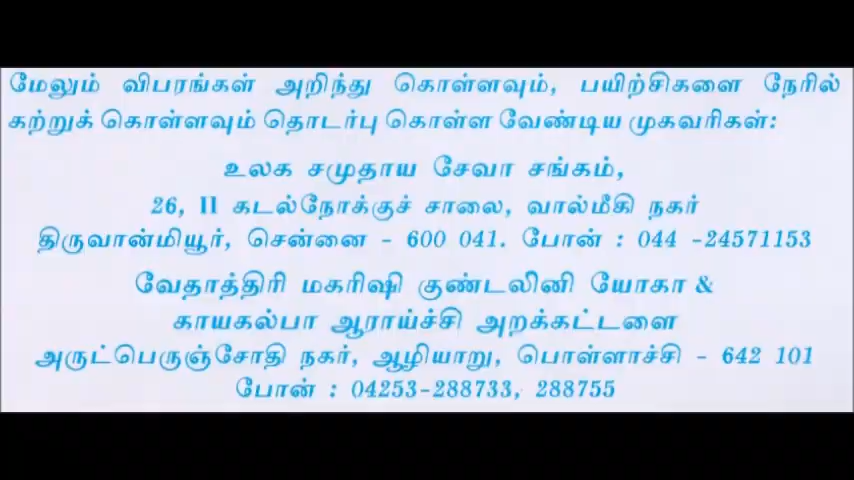 மேலும் விபரங்கள் அறிந்து கொள்ளவும், பயிற்சிகளை நேரில்
கற்றுக் கொள்ளவும் தொடர்பு கொள்ள வேண்டிய முகவரிகள்:
உலக சமுதாய சேவா சங்கம்,
26, II கடல்நோக்குச் சாலை, வால்மீகி நகர்
திருவான்மியூர், சென்னை - 600 041. போன் : 044 -24571153
வேதாத்திரி மகரிஷி குண்டலினி யோகா &
காயகல்பா ஆராய்ச்சி அறக்கட்டளை
அருட்பெருஞ்சோதி நகர், ஆழியாறு, பொள்ளாச்சி - 642 101
போன் : 04253-288733, 288755